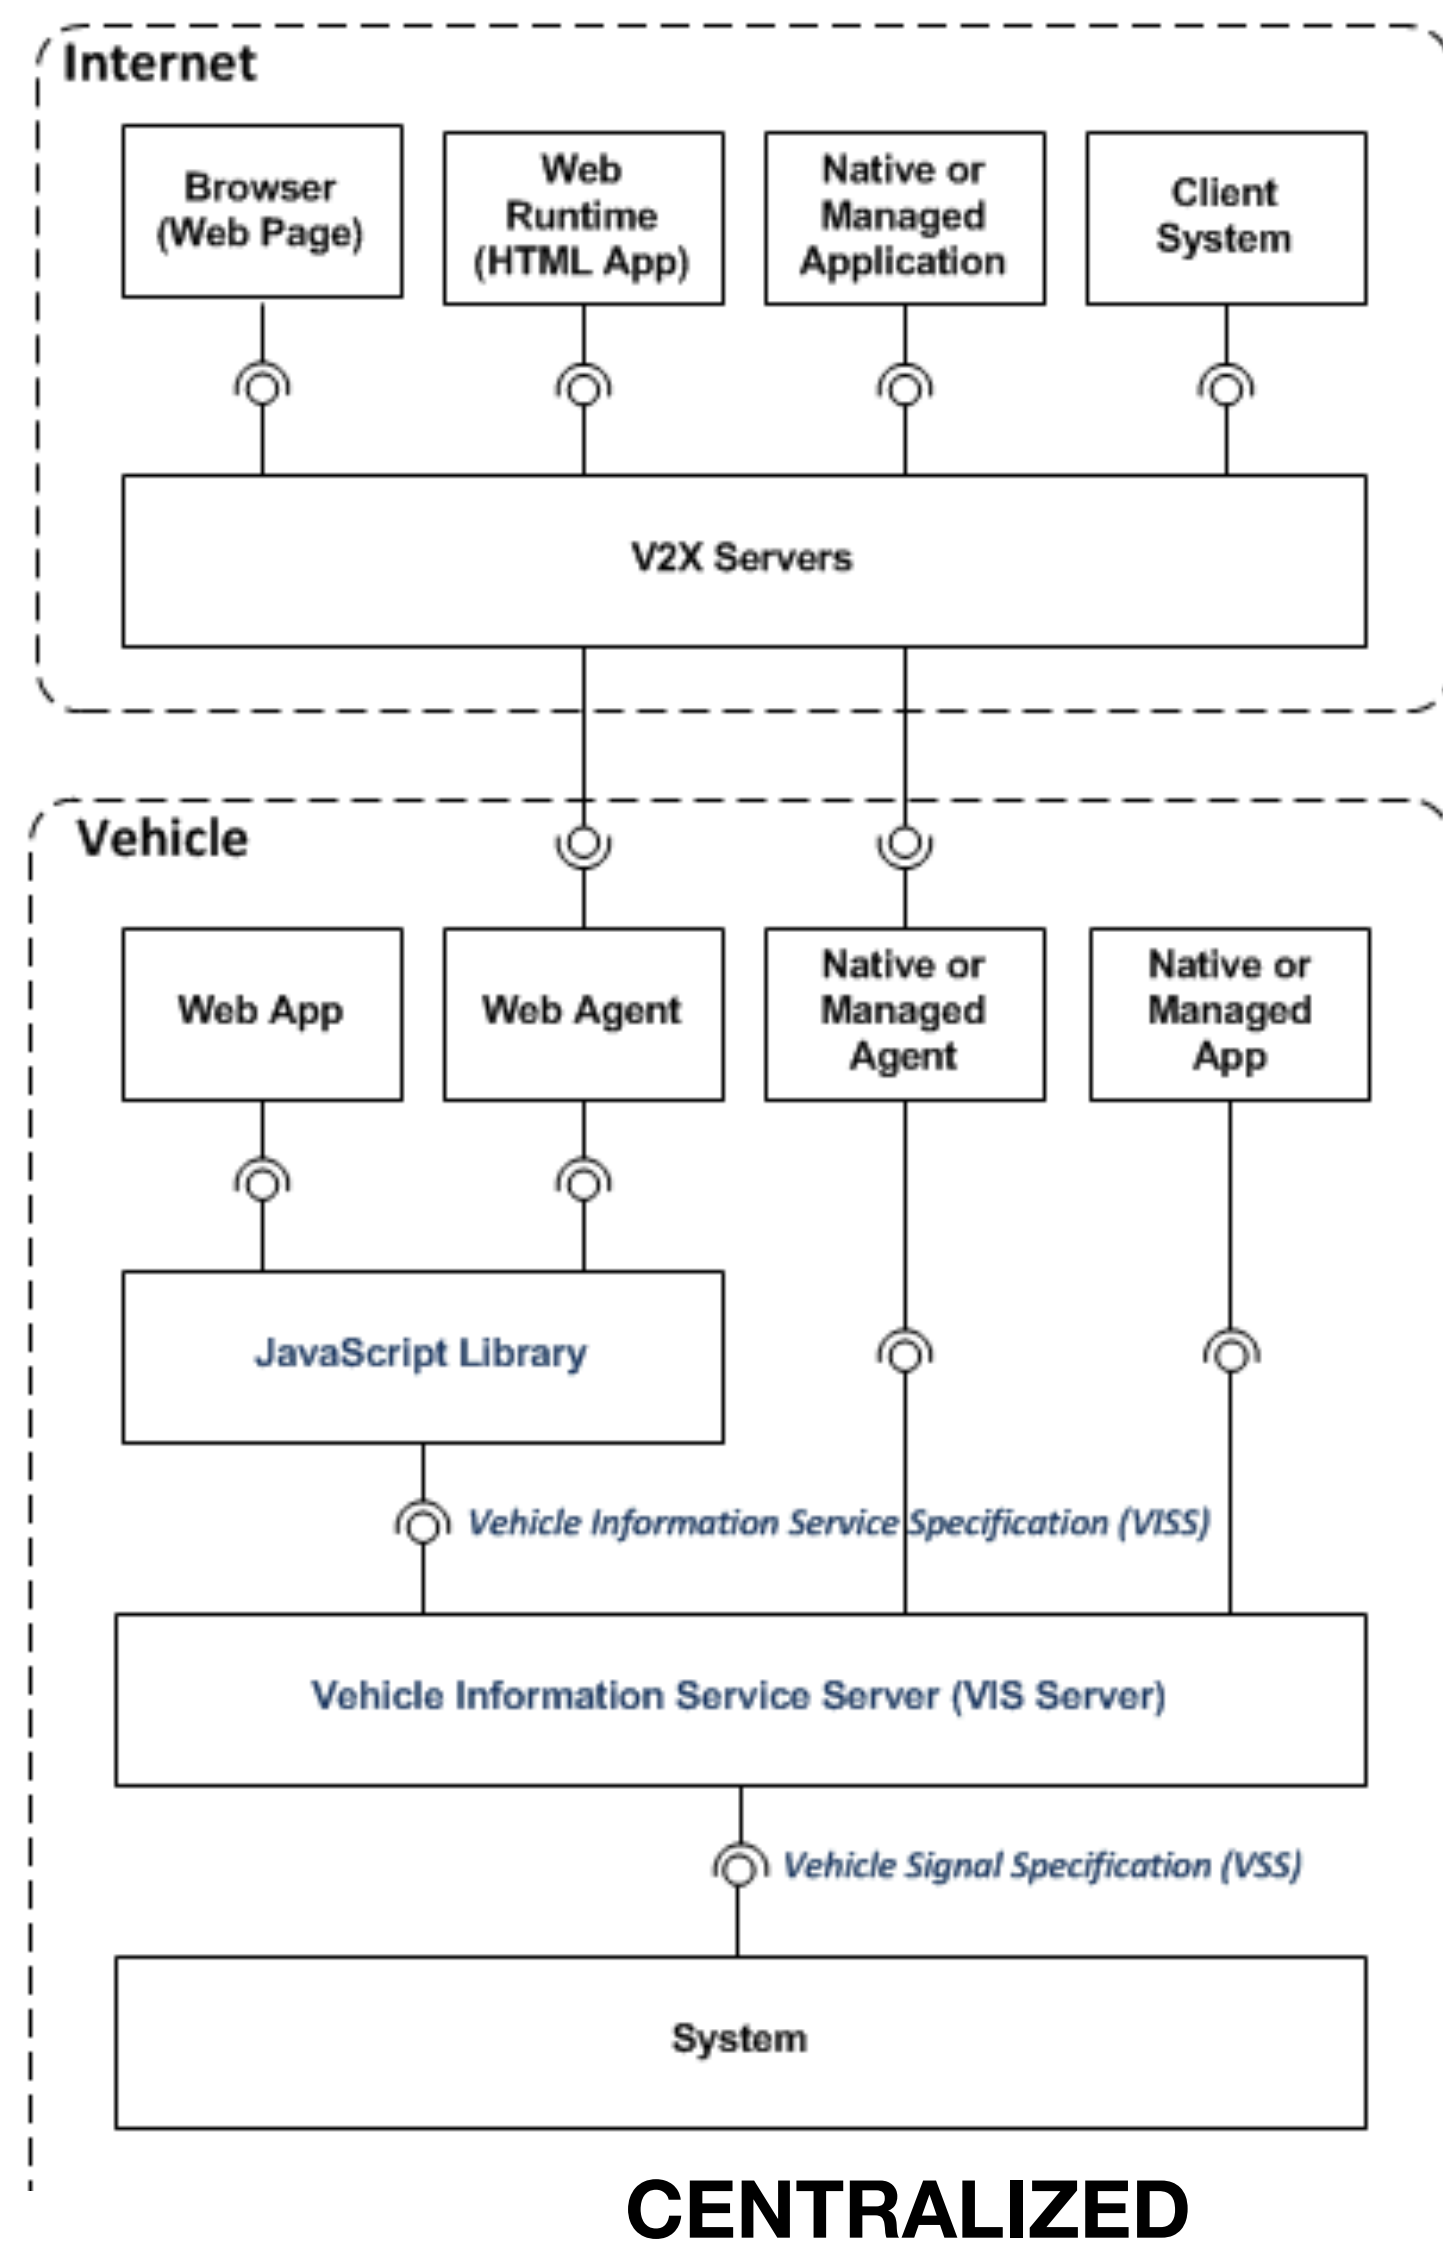 Internet
Browser
(Web Page)
Web
Runtime
(HTML App)
Native or
Managed
Application
Client
System
V2X Servers
Vehicle
Web App
Web Agent
Native or
Managed
Agent
Native or
Managed
App
JavaScript Library
Vehicle Information Service Specification (VISS)
Vehicle Information Service Server (VIS Server)
Vehicle Signal Specification (VSS)
System
CENTRALIZED